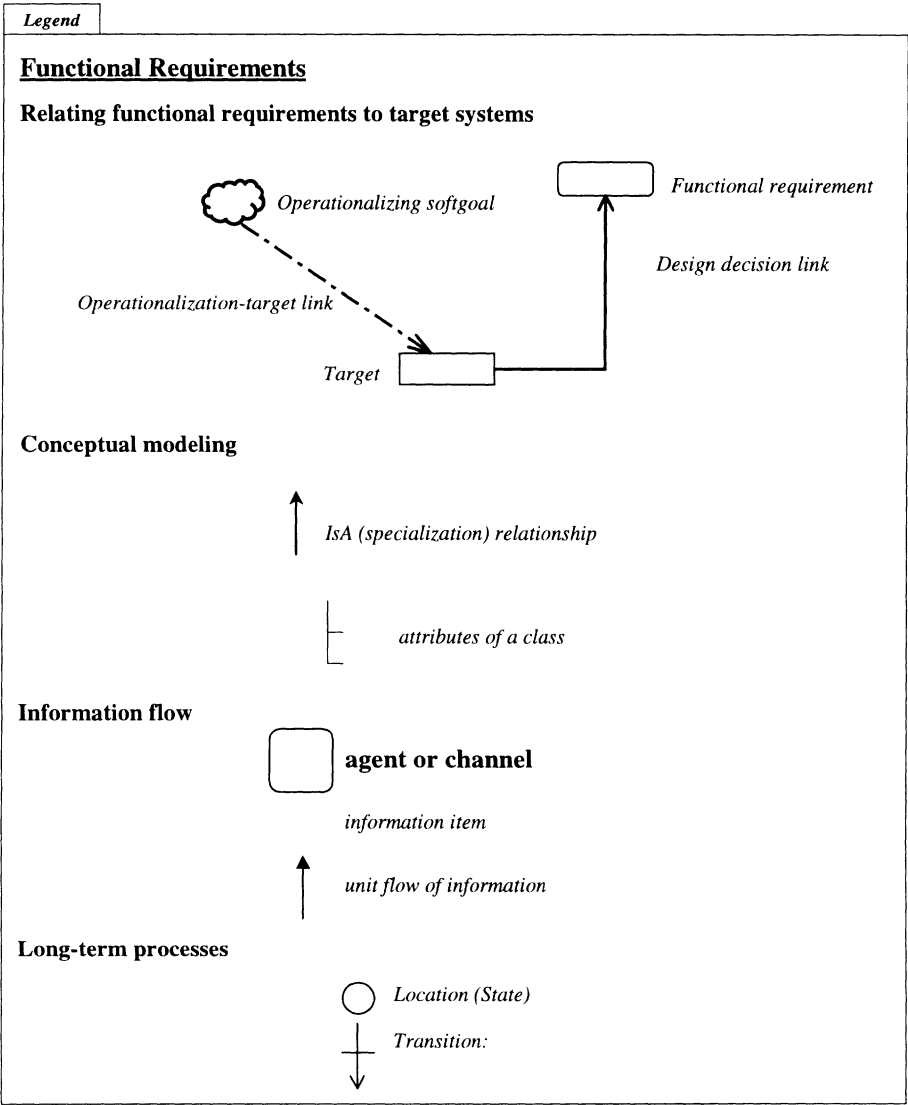 Legend
Functional Requirements
Relating functional requirements to target systems
Operationalizing softgoal
Functional requirement
Design decision link
Operationalization-target link
Target
Conceptual modeling
IsA (specialization) relationship
attributes of a class
Information flow
agent or channel
information item
unit flow of information
Long-term processes
Location (State)
Transition: